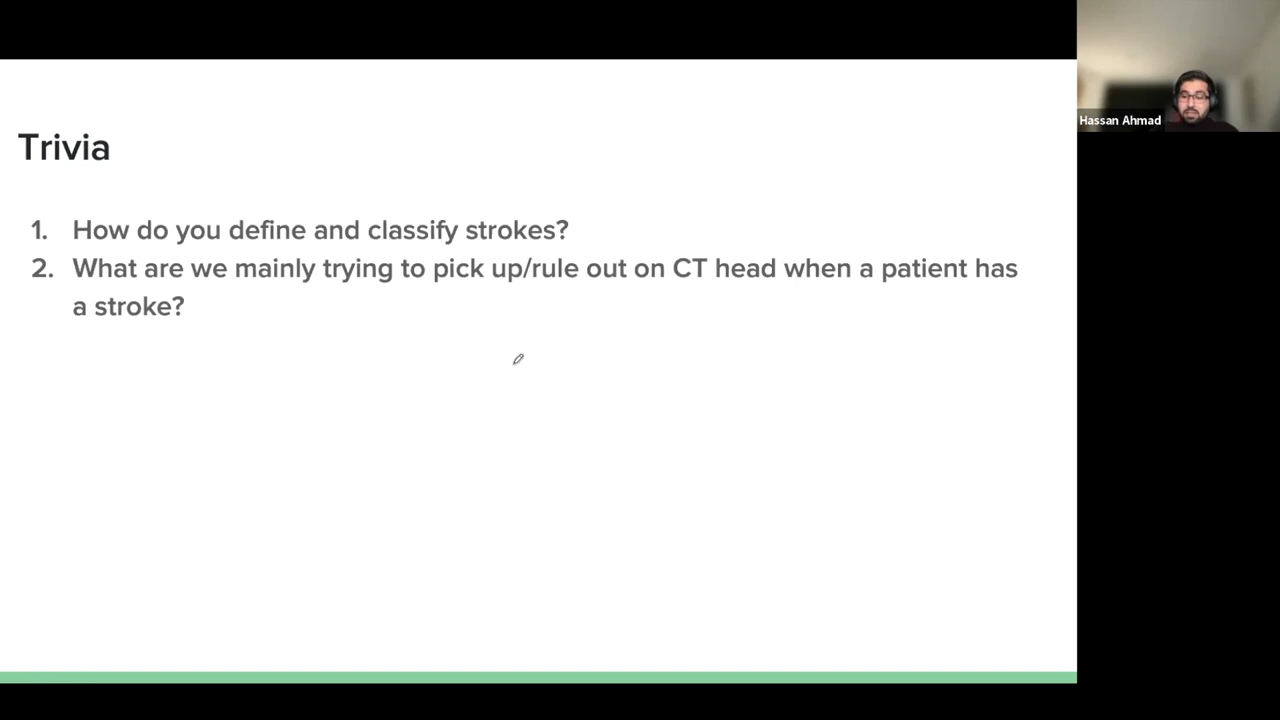 Trivia
1. How do you define and classify strokes?
2. What are we mainly trying to pick up/rule out on CT head when a patient has
a stroke?
Hassan Ahmad